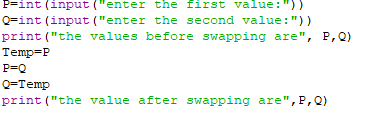 P=int(input("enter the first value:"))
Q=int(input("enter the second value:"))
print("the values before swapping are", P,Q)
Temp=P
P=Q
Q=Temp
print("the value after swapping are",P,Q)